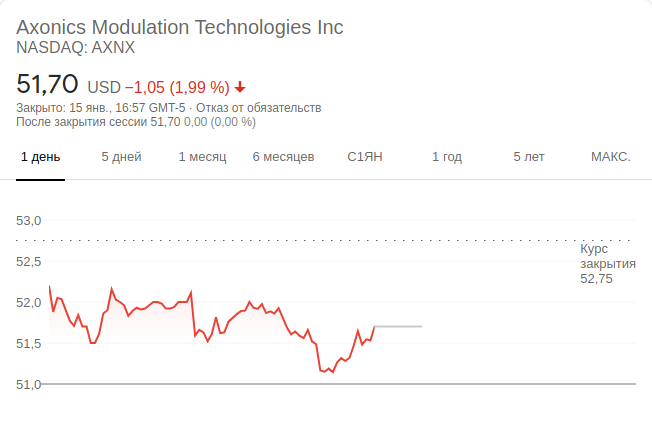 Axonics Modulation Technologies Inc
NASDAQ: AXNX
51,70 USD −1,05 (1,99 %)
Закрыто: 15 янв., 16:57 GMT-5 · Отказ от обязательств
После закрытия сессии 51,70 0,00 (0,00 %)
1 день 5 дней 1 месяц 6 месяцев С1ЯН 1 год 5 лет МАКС.
53,0
Курс
закрытия
52,75
52,5
52,0
51,5
51,0